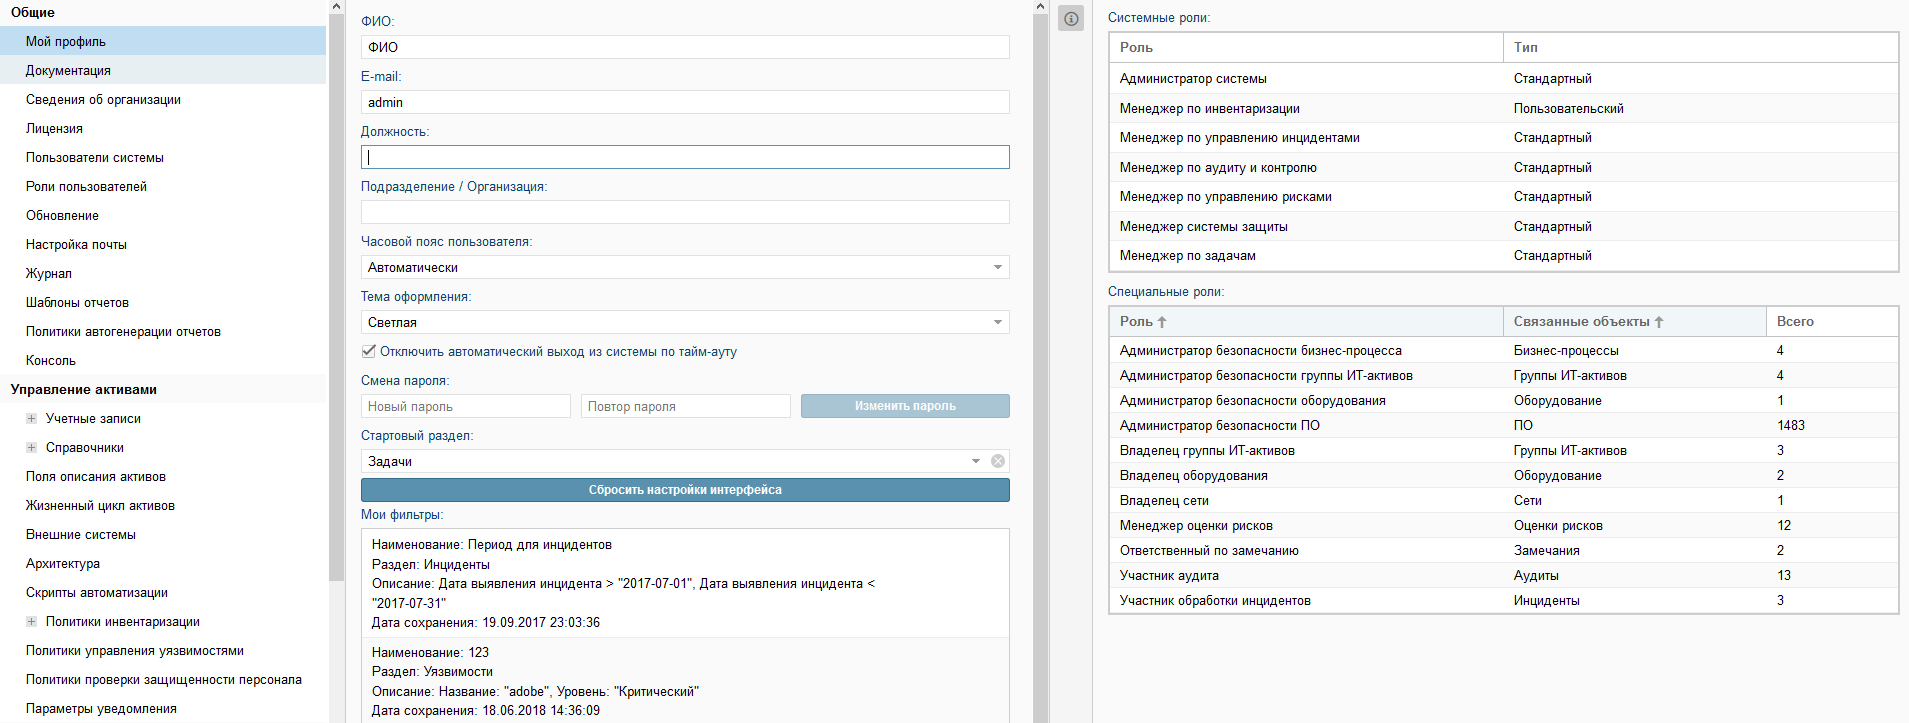 Общие
Мой профиль
Документация
Сведения об организации
Лицензия
Пользователи системы
Роли пользователей
Обновление
Настройка почты
Журнал
Шаблоны отчетов
Политики автогенерации отчетов
Консоль
Управление активами
Учетные записи
Справочники
Поля описания активов
Жизненный цикл активов
Внешние системы
Архитектура
Скрипты автоматизации
Политики инвентаризации
Политики управления уязвимостями
Политики проверки защищенности персонала
Параметры уведомления
ФИО:
ФИО
E-mail:
admin
Должность:
Подразделение / Организация:
Часовой пояс пользователя:
Автоматически
Тема оформления:
Светлая
Отключить автоматический выход из системы по тайм-ауту
Смена пароля:
Новый пароль Повтор пароля Изменить пароль
Стартовый раздел:
Задачи
Сбросить настройки интерфейса
Мои фильтры:
Наименование: Период для инцидентов
Раздел: Инциденты
Описание: Дата выявления инцидента > "2017-07-01", Дата выявления инцидента <
"2017-07-31"
Дата сохранения: 19.09.2017 23:03:36
Наименование: 123
Раздел: Уязвимости
Описание: Название: "adobe", Уровень: "Критический"
Дата сохранения: 18.06.2018 14:36:09
Системные роли:
Роль Тип
Администратор системы Стандартный
Менеджер по инвентаризации Пользовательский
Менеджер по управлению инцидентами Стандартный
Менеджер по аудиту и контролю Стандартный
Менеджер по управлению рисками Стандартный
Менеджер системы защиты Стандартный
Менеджер по задачам Стандартный
Специальные роли:
Роль Связанные объекты Всего
Администратор безопасности бизнес-процесса Бизнес-процессы 4
Администратор безопасности группы ИТ-активов Группы ИТ-активов 4
Администратор безопасности оборудования Оборудование 1
Администратор безопасности ПО ПО 1483
Владелец группы ИТ-активов Группы ИТ-активов 3
Владелец оборудования Оборудование 2
Владелец сети Сети 1
Менеджер оценки рисков Оценки рисков 12
Ответственный по замечанию Замечания 2
Участник аудита Аудиты 13
Участник обработки инцидентов Инциденты 3